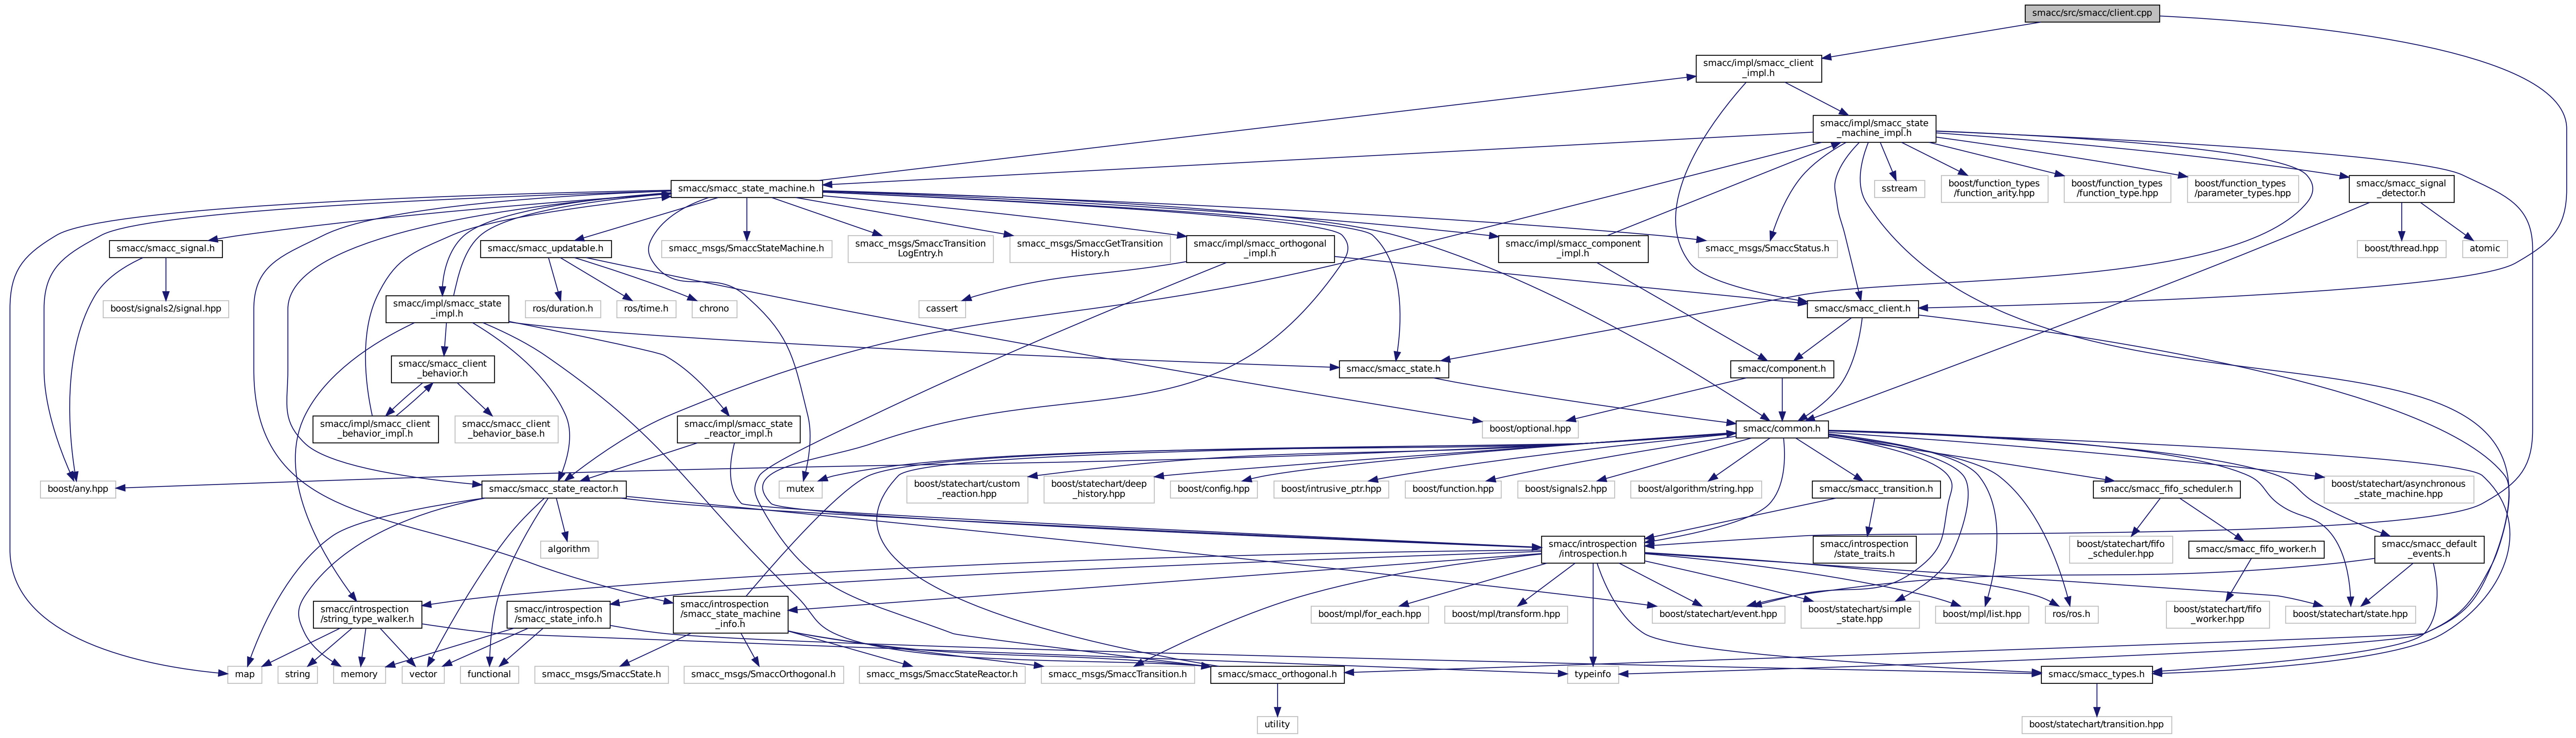 smacc/src/smacc/client.cpp
smacc/impl/smacc_client
_impl.h
smacc/impl/smacc_state
_machine_impl.h
smacc/smacc_state_machine.h
sstream
boost/function_types
/function_arity.hpp
boost/function_types
/function_type.hpp
boost/function_types
/parameter_types.hpp
smacc/smacc_signal
_detector.h
smacc/smacc_signal.h
smacc/smacc_updatable.h
smacc_msgs/SmaccStateMachine.h
smacc_msgs/SmaccTransition
LogEntry.h
smacc_msgs/SmaccGetTransition
History.h
smacc/impl/smacc_orthogonal
_impl.h
smacc/impl/smacc_component
_impl.h
smacc_msgs/SmaccStatus.h
boost/thread.hpp
atomic
boost/signals2/signal.hpp
smacc/impl/smacc_state
_impl.h
ros/duration.h
ros/time.h
chrono
cassert
smacc/smacc_client.h
smacc/smacc_client
_behavior.h
smacc/smacc_state.h
smacc/component.h
smacc/impl/smacc_client
_behavior_impl.h
smacc/smacc_client
_behavior_base.h
smacc/impl/smacc_state
_reactor_impl.h
boost/optional.hpp
smacc/common.h
boost/any.hpp
smacc/smacc_state_reactor.h
mutex
boost/statechart/custom
_reaction.hpp
boost/statechart/deep
_history.hpp
boost/config.hpp
boost/intrusive_ptr.hpp
boost/function.hpp
boost/signals2.hpp
boost/algorithm/string.hpp
smacc/smacc_transition.h
smacc/smacc_fifo_scheduler.h
boost/statechart/asynchronous
_state_machine.hpp
algorithm
smacc/introspection
/introspection.h
smacc/introspection
/state_traits.h
boost/statechart/fifo
_scheduler.hpp
smacc/smacc_fifo_worker.h
smacc/smacc_default
_events.h
smacc/introspection
/string_type_walker.h
smacc/introspection
/smacc_state_info.h
smacc/introspection
/smacc_state_machine
_info.h
boost/mpl/for_each.hpp
boost/mpl/transform.hpp
boost/statechart/event.hpp
boost/statechart/simple
_state.hpp
boost/mpl/list.hpp
ros/ros.h
boost/statechart/fifo
_worker.hpp
boost/statechart/state.hpp
map
string
memory
vector
functional
smacc_msgs/SmaccState.h
smacc_msgs/SmaccOrthogonal.h
smacc_msgs/SmaccStateReactor.h
smacc_msgs/SmaccTransition.h
smacc/smacc_orthogonal.h
typeinfo
smacc/smacc_types.h
utility
boost/statechart/transition.hpp